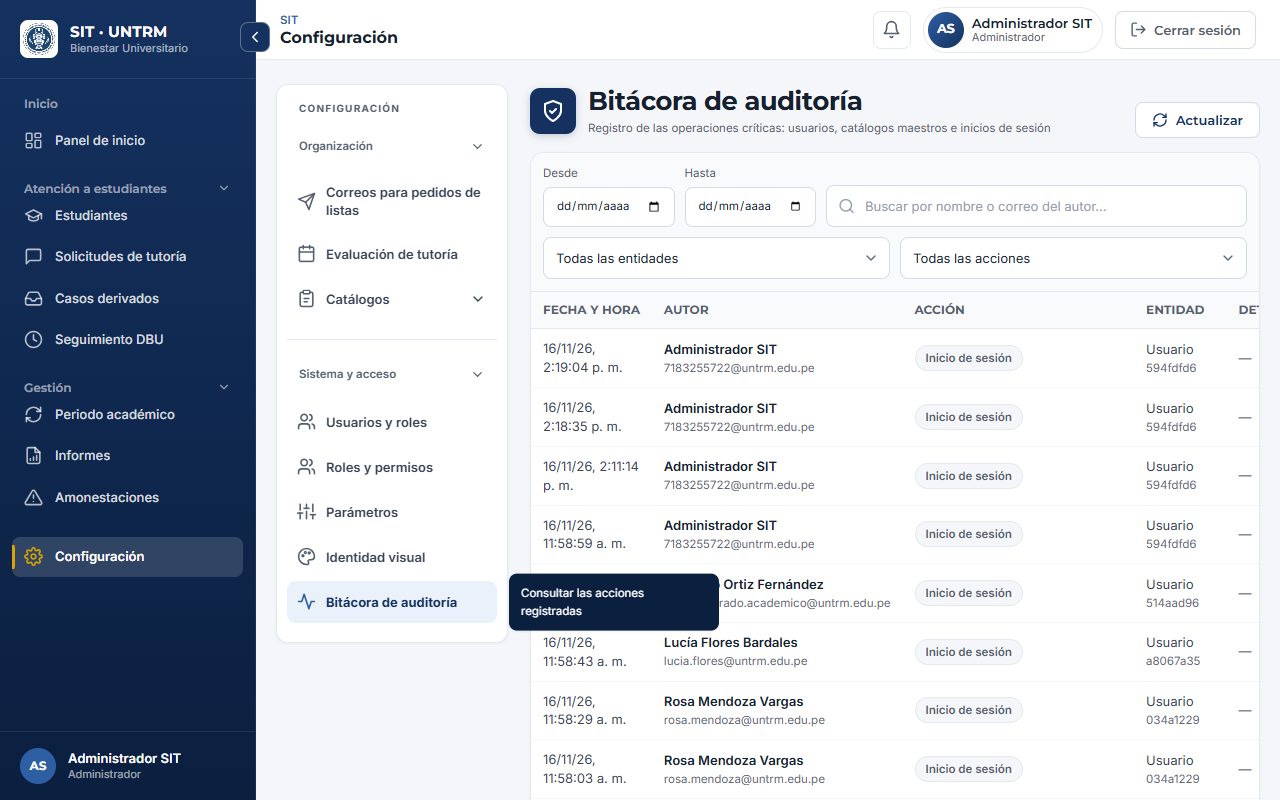 SIT · UNTRM
Bienestar Universitario
Inicio
Panel de inicio
Atención a estudiantes
Estudiantes
Solicitudes de tutoría
Casos derivados
Seguimiento DBU
Gestión
Periodo académico
Informes
Amonestaciones
Configuración
AS
Administrador SIT
Administrador
SIT
Configuración
AS
Administrador SIT
Administrador
Cerrar sesión
CONFIGURACIÓN
Organización
Correos para pedidos de
listas
Evaluación de tutoría
Catálogos
Sistema y acceso
Usuarios y roles
Roles y permisos
Parámetros
Identidad visual
Bitácora de auditoría
Consultar las acciones
registradas
Bitácora de auditoría
Registro de las operaciones críticas: usuarios, catálogos maestros e inicios de sesión
Actualizar
Desde
Hasta
dd/mm/aaaa
dd/mm/aaaa
Buscar por nombre o correo del autor...
Todas las entidades
Todas las acciones
FECHA Y HORA AUTOR ACCIÓN ENTIDAD DET
16/11/26,
2:19:04 p. m.
Administrador SIT
7183255722@untrm.edu.pe
Inicio de sesión
Usuario
594fdfd6
—
16/11/26,
2:18:35 p. m.
Administrador SIT
7183255722@untrm.edu.pe
Inicio de sesión
Usuario
594fdfd6
—
16/11/26, 2:11:14
p. m.
Administrador SIT
7183255722@untrm.edu.pe
Inicio de sesión
Usuario
594fdfd6
—
16/11/26,
11:58:59 a. m.
Administrador SIT
7183255722@untrm.edu.pe
Inicio de sesión
Usuario
594fdfd6
—
Ortiz Fernández
rado.academico@untrm.edu.pe
Inicio de sesión
Usuario
514aad96
—
16/11/26,
11:58:43 a. m.
Lucía Flores Bardales
lucia.flores@untrm.edu.pe
Inicio de sesión
Usuario
a8067a35
—
16/11/26,
11:58:29 a. m.
Rosa Mendoza Vargas
rosa.mendoza@untrm.edu.pe
Inicio de sesión
Usuario
034a1229
—
16/11/26,
11:58:03 a. m.
Rosa Mendoza Vargas
rosa.mendoza@untrm.edu.pe
Inicio de sesión
Usuario
034a1229
—